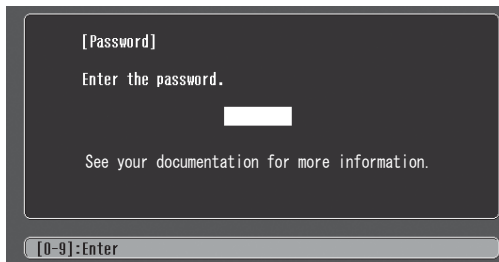 [Password]
Enter the password.
See your documentation for more information.
[0-9]:Enter